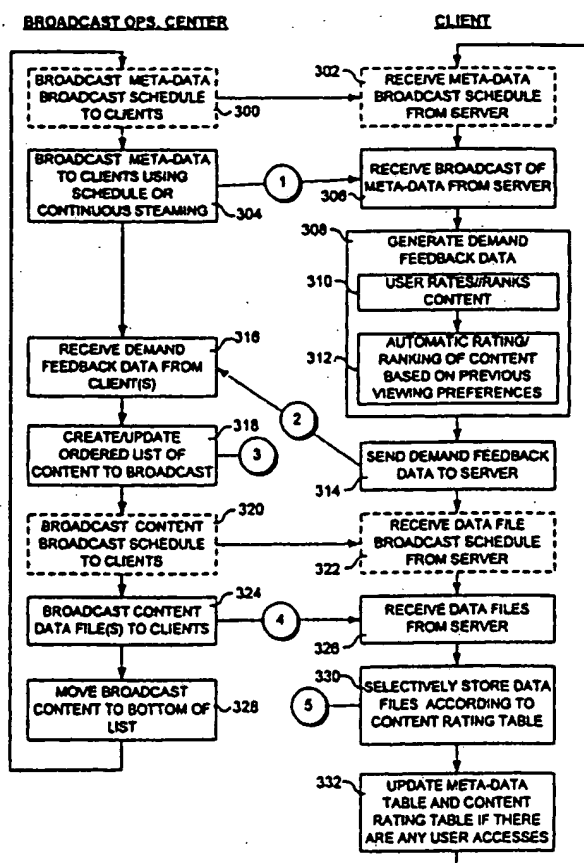 BROADCAST OPS. CENTER
CLIENT
BROADCAST META-DATA
BROADCAST SCHEDULE
TO CLIENTS
300
302
RECEIVE META-DATA
BROADCAST SCHEDULE
FROM SERVER
BROADCAST META-DATA
TO CLIENTS USING
SCHEDULE OR
CONTINUOUS STEAMING
304
1
RECEIVE BROADCAST OF
META-DATA FROM SERVER
306
308
GENERATE DEMAND
FEEDBACK DATA
310
USER RATES//RANKS
CONTENT
312
AUTOMATIC RATING/
RANKING OF CONTENT
BASED ON PREVIOUS
VIEWING PREFERENCES
316
RECEIVE DEMAND
FEEDBACK DATA FROM
CLIENT(S)
2
318
CREATE/UPDATE
ORDERED LIST OF
CONTENT TO BROADCAST
3
SEND DEMAND FEEDBACK
DATA TO SERVER
314
320
BROADCAST CONTENT
BROADCAST SCHEDULE
TO CLIENTS
RECEIVE DATA FILE
BROADCAST SCHEDULE
FROM SERVER
322
324
BROADCAST CONTENT
DATA FILE(S) TO CLIENTS
4
RECEIVE DATA FILES
FROM SERVER
326
MOVE BROADCAST
CONTENT TO BOTTOM OF
LIST
328
330
SELECTIVELY STORE DATA
FILES ACCORDING TO
CONTENT RATING TABLE
5
332
UPDATE META-DATA
TABLE AND CONTENT
RATING TABLE IF THERE
ARE ANY USER ACCESSES